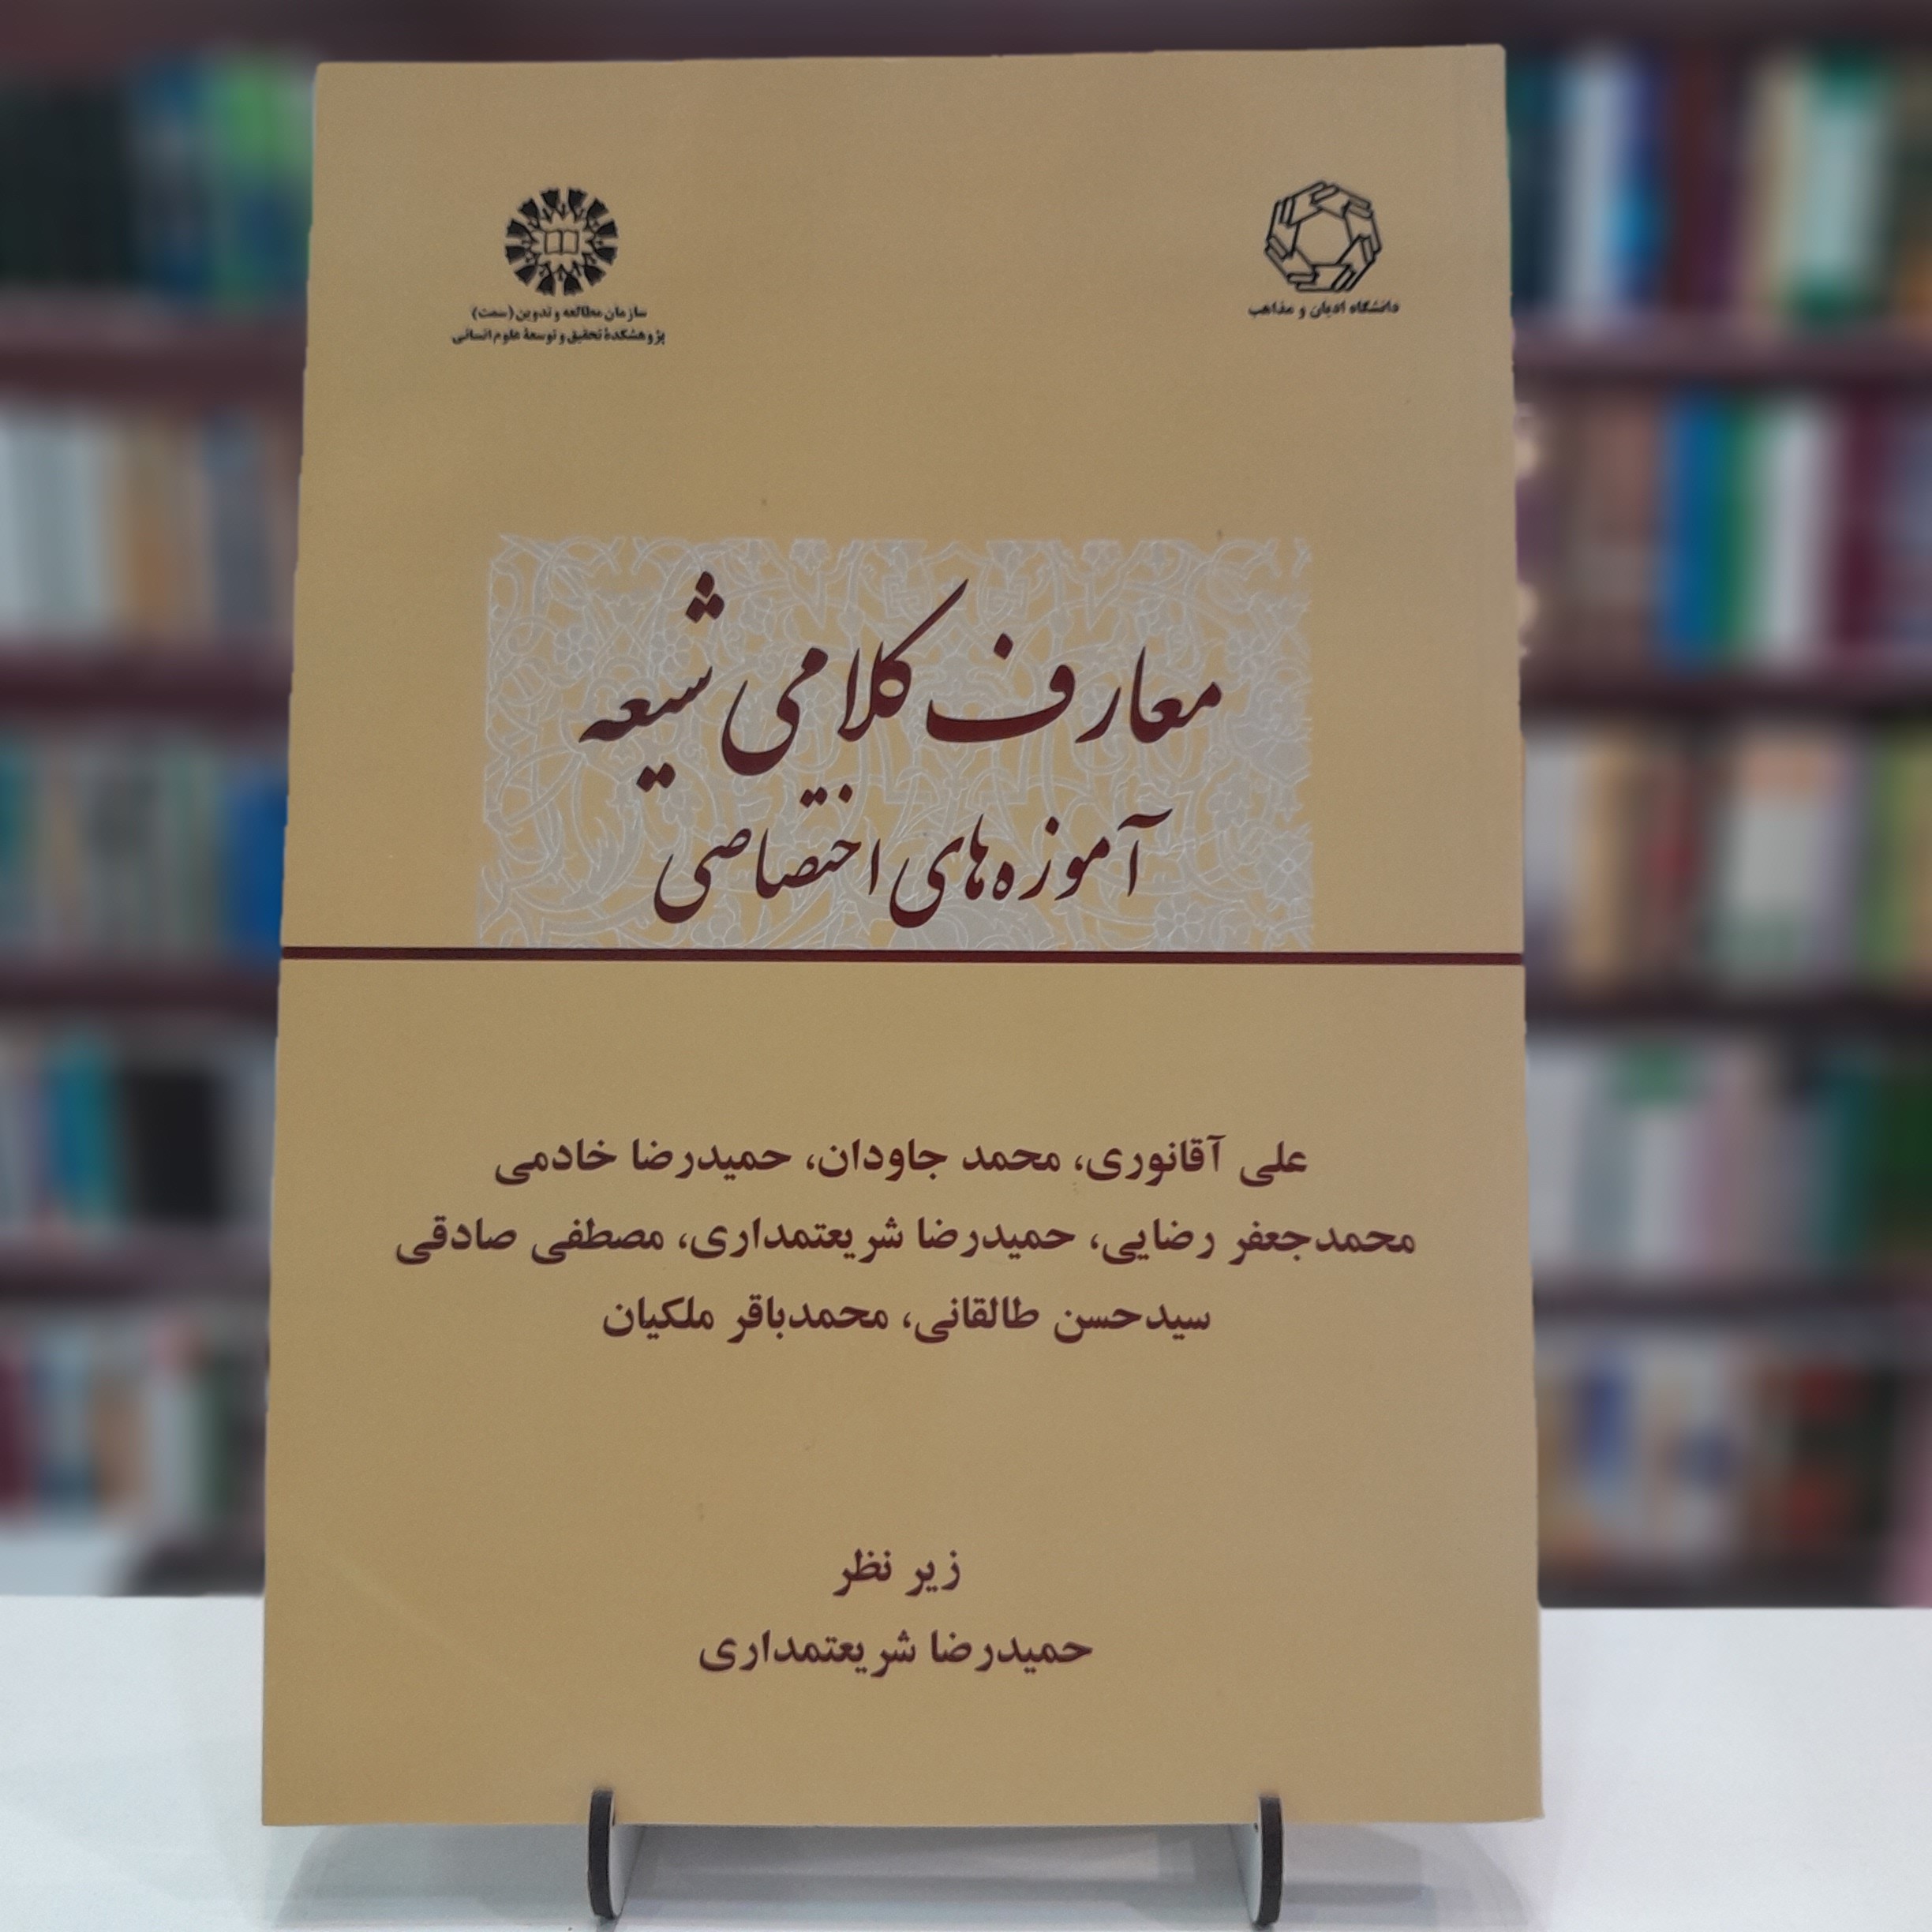 دانشگاه ادیان و مذاهب
سازمان مطالعه و تدوین (سمت)
پژوهشکدهٔ تحقیق و توسعهٔ علوم انسانی
معارف کلامی شیعه
آموزه‌های اختصاصی
علی آقانوری، محمد جاودان، حمیدرضا خادمی
محمدجعفر رضایی، حمیدرضا شریعتمداری، مصطفی صادقی
سیدحسن طالقانی، محمدباقر ملکیان
زیر نظر
حمیدرضا شریعتمداری